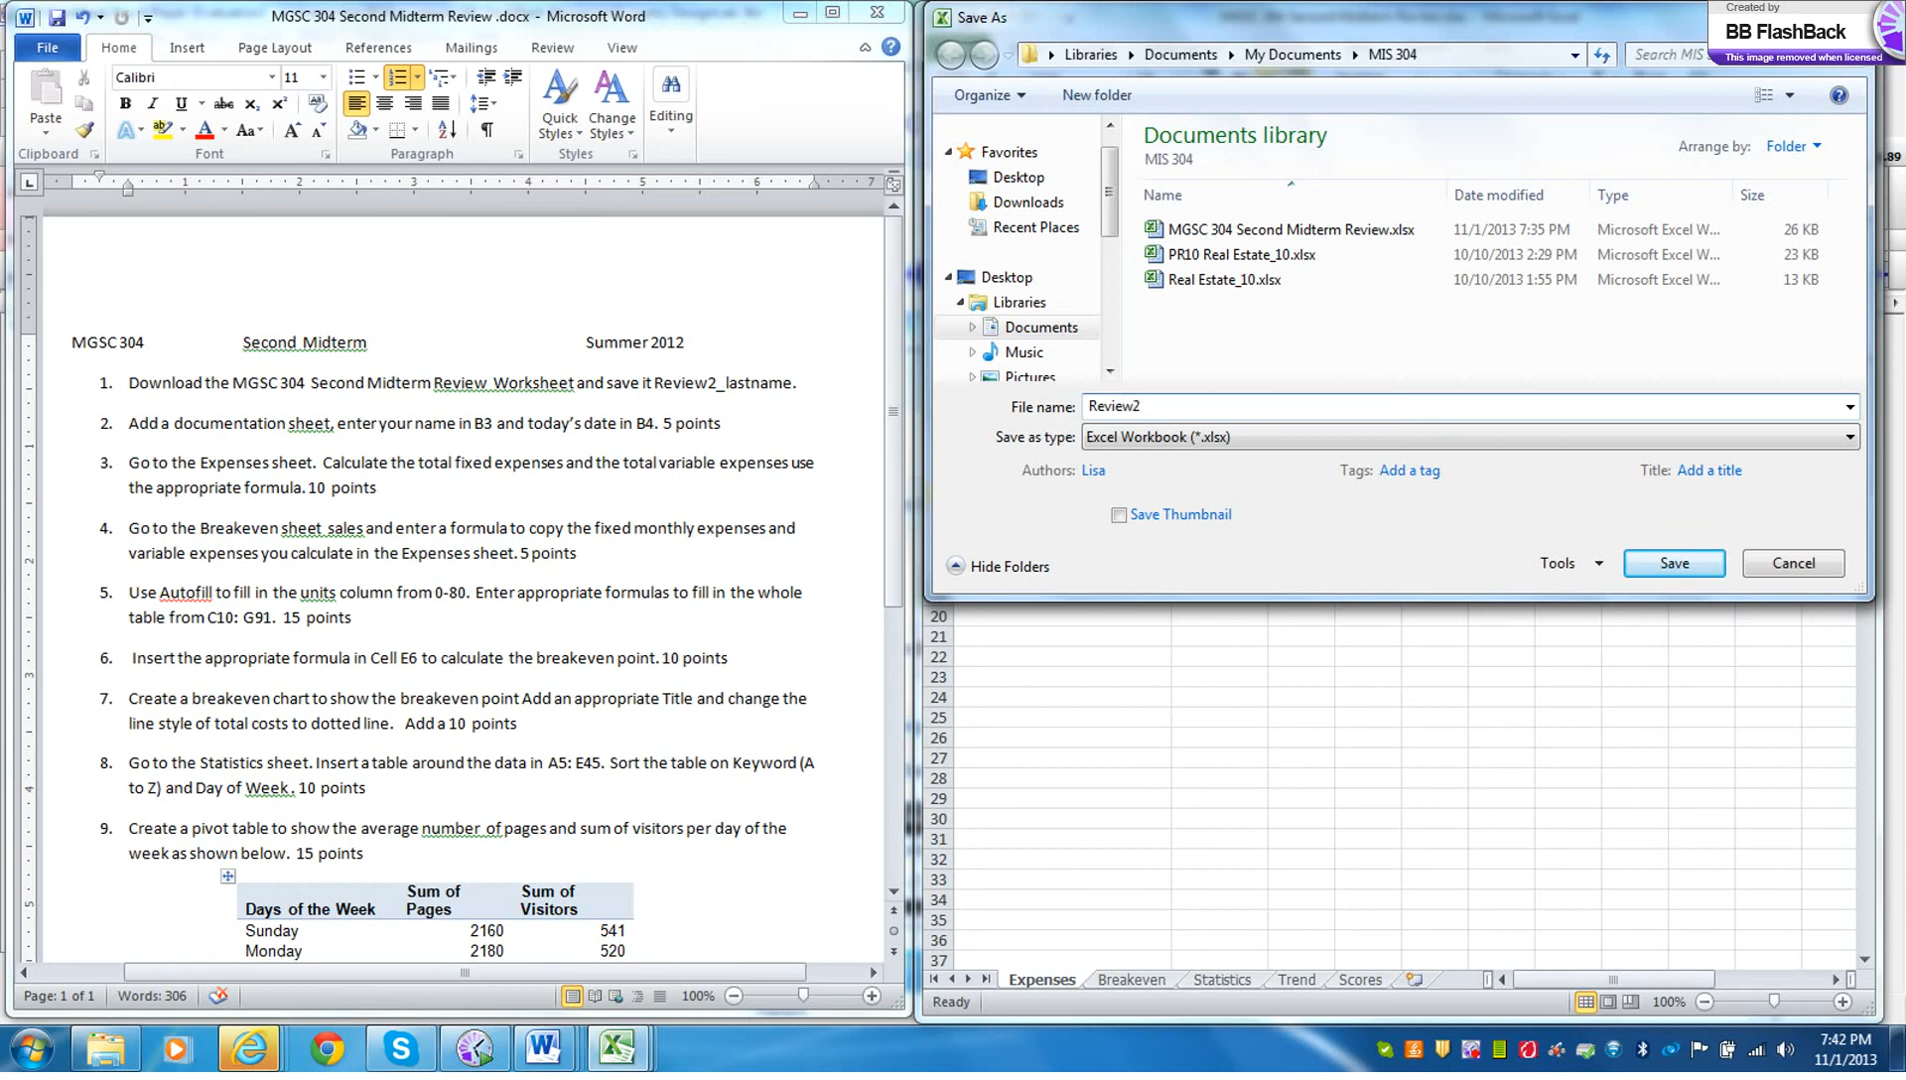 MGSC 304 Second Midterm Review .docx - Microsoft Word
File Home Insert Page Layout References Mailings Review View
Calibri 11
Paste
Quick Styles
Change Styles
Editing
Clipboard Font Paragraph Styles
1 2 3 4 5 6 7
MGSC 304 Second Midterm Summer 2012
1. Download the MGSC 304 Second Midterm Review Worksheet and save it Review2_lastname.
2. Add a documentation sheet, enter your name in B3 and today's date in B4. 5 points
3. Go to the Expenses sheet. Calculate the total fixed expenses and the total variable expenses use
the appropriate formula. 10 points
4. Go to the Breakeven sheet sales and enter a formula to copy the fixed monthly expenses and
variable expenses you calculate in the Expenses sheet. 5 points
5. Use Autofill to fill in the units column from 0-80. Enter appropriate formulas to fill in the whole
table from C10: G91. 15 points
6. Insert the appropriate formula in Cell E6 to calculate the breakeven point. 10 points
7. Create a breakeven chart to show the breakeven point Add an appropriate Title and change the
line style of total costs to dotted line. Add a 10 points
8. Go to the Statistics sheet. Insert a table around the data in A5: E45. Sort the table on Keyword (A
to Z) and Day of Week. 10 points
9. Create a pivot table to show the average number of pages and sum of visitors per day of the
week as shown below. 15 points
Days of the Week Sum of Pages Sum of Visitors
Sunday 2160 541
Monday 2180 520
Page: 1 of 1 Words: 306 100%
Save As
Created by
BB FlashBack
This image removed when licensed
Libraries Documents My Documents MIS 304
Search MIS
Organize New folder
.89
Favorites
Desktop
Downloads
Recent Places
Desktop
Libraries
Documents
Music
Pictures
Documents library
MIS 304
Arrange by: Folder
Name Date modified Type Size
MGSC 304 Second Midterm Review.xlsx 11/1/2013 7:35 PM Microsoft Excel W... 26 KB
PR10 Real Estate_10.xlsx 10/10/2013 2:29 PM Microsoft Excel W... 23 KB
Real Estate_10.xlsx 10/10/2013 1:55 PM Microsoft Excel W... 13 KB
File name: Review2
Save as type: Excel Workbook (*.xlsx)
Authors: Lisa Tags: Add a tag Title: Add a title
Save Thumbnail
Hide Folders Tools Save Cancel
20
21
22
23
24
25
26
27
28
29
30
31
32
33
34
35
36
37
Expenses Breakeven Statistics Trend Scores
Ready 100%
7:42 PM
11/1/2013